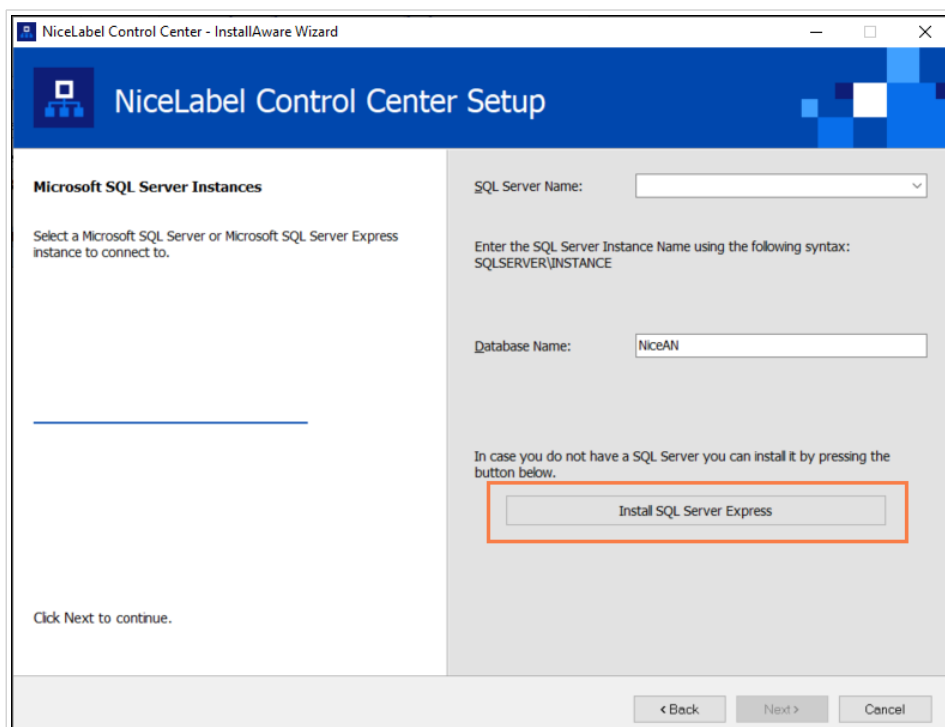 NiceLabel Control Center - InstallAware Wizard
NiceLabel Control Center Setup
Microsoft SQL Server Instances
Select a Microsoft SQL Server or Microsoft SQL Server Express
instance to connect to.
Click Next to continue.
SQL Server Name:
Enter the SQL Server Instance Name using the following syntax:
SQLSERVER\INSTANCE
Database Name:
NiceAN
In case you do not have a SQL Server you can install it by pressing the
button below.
Install SQL Server Express
< Back
Next >
Cancel